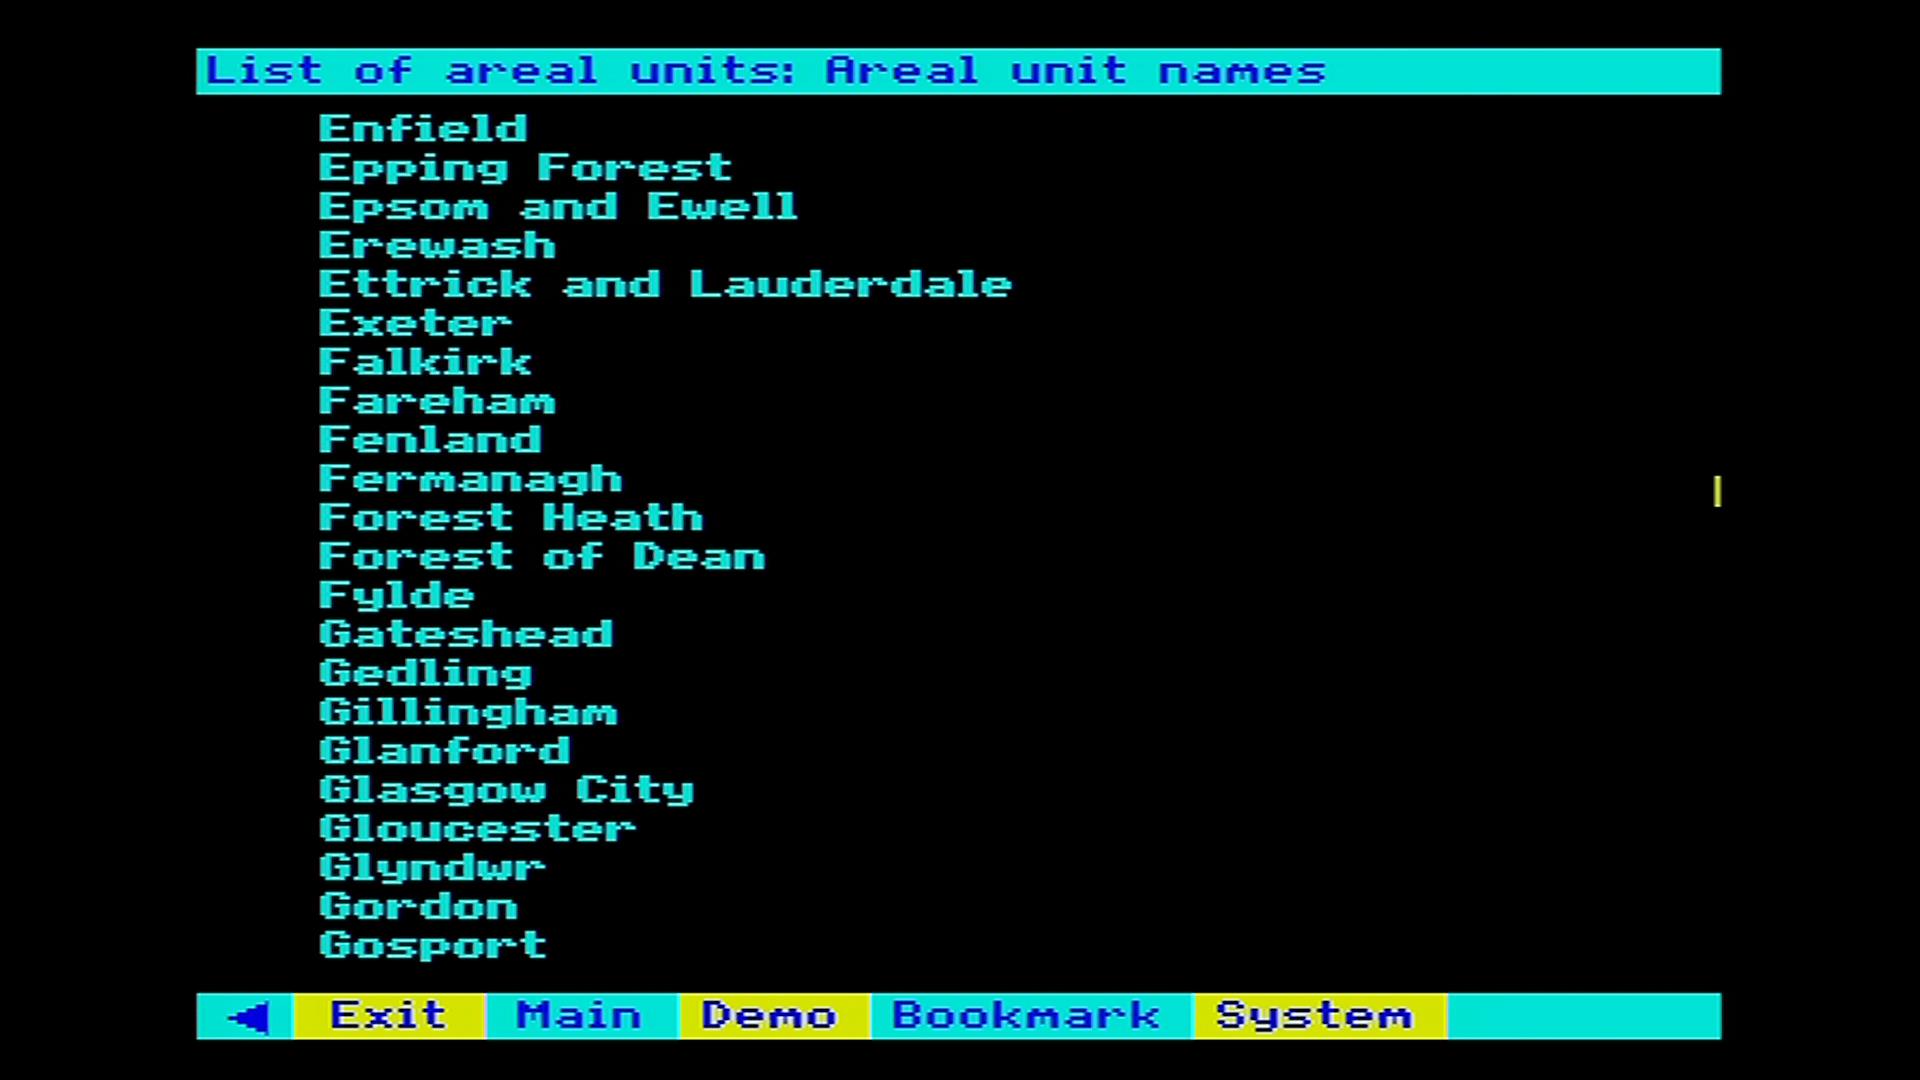 List of areal units: Areal unit names
Enfield
Epping Forest
Epsom and Ewell
Erewash
Ettrick and Lauderdale
Exeter
Falkirk
Fareham
Fenland
Fermanagh
Forest Heath
Forest of Dean
Fylde
Gateshead
Gedling
Gillingham
Glanford
Glasgow City
Gloucester
Glyndwr
Gordon
Gosport
Exit Main Demo Bookmark System